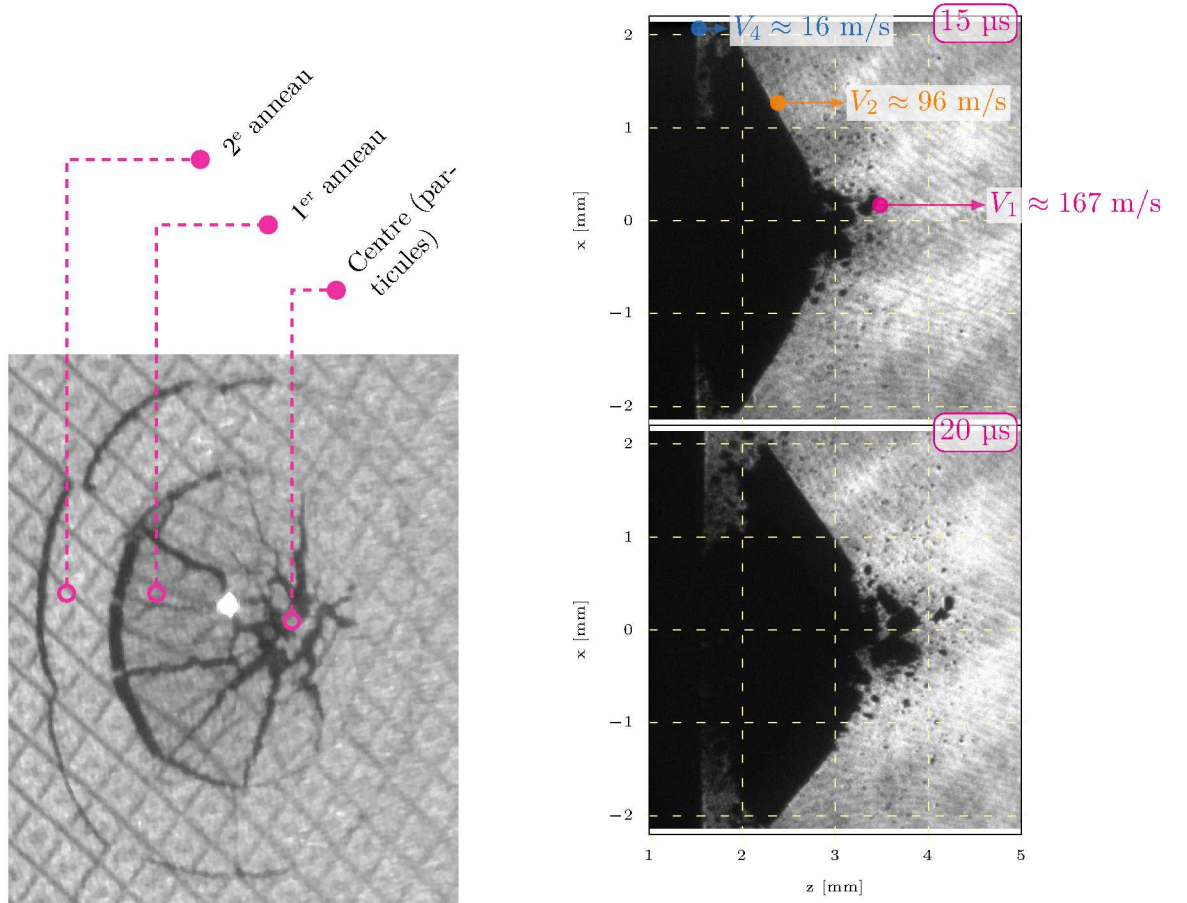 2e anneau
1er anneau
Centre (par-
ticules)
15 µs
V4 ≈ 16 m/s
V2 ≈ 96 m/s
V1 ≈ 167 m/s
x [mm]
2
1
0
−1
−2
20 µs
x [mm]
2
1
0
−1
−2
1 2 3 4 5
z [mm]